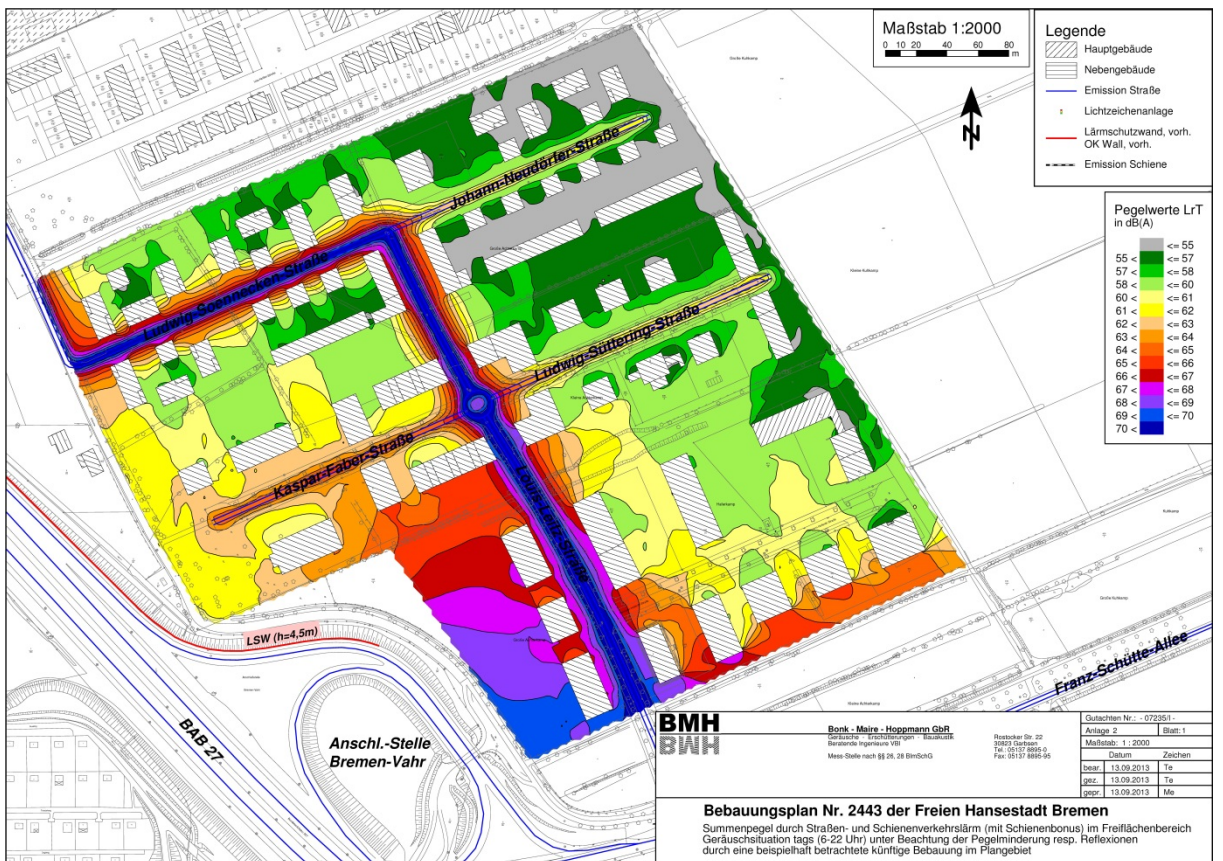 Maßstab 1:2000
0 10 20 40 60 80
m
N
Legende
Hauptgebäude
Nebengebäude
Emission Straße
Lichtzeichenanlage
Lärmschutzwand, vorh.
OK Wall, vorh.
Emission Schiene
Pegelwerte LrT
in dB(A)
<= 55
55 < <= 57
57 < <= 58
58 < <= 60
60 < <= 61
61 < <= 62
62 < <= 63
63 < <= 64
64 < <= 65
65 < <= 66
66 < <= 67
67 < <= 68
68 < <= 69
69 < <= 70
70 <
Johann-Neudörfer-Straße
Ludwig-Soennecken-Straße
Ludwig-Süttering-Straße
Kaspar-Faber-Straße
Louis-Leitz-Straße
Franz-Schütte-Allee
LSW (h=4,5m)
BAB 27
Anschl.-Stelle
Bremen-Vahr
BMH
BMH
Bonk - Maire - Hoppmann GbR
Geräusche - Erschütterungen - Bauakustik
Beratende Ingenieure VBI
Mess-Stelle nach §§ 26, 28 BImSchG
Rostocker Str. 22
30823 Garbsen
Tel.: 05137 8895-0
Fax: 05137 8895-95
Gutachten Nr.: - 07235/I -
Anlage 2 Blatt: 1
Maßstab: 1 : 2000
Datum Zeichen
bear. 13.09.2013 Te
gez. 13.09.2013 Te
gepr. 13.09.2013 Me
Bebauungsplan Nr. 2443 der Freien Hansestadt Bremen
Summenpegel durch Straßen- und Schienenverkehrslärm (mit Schienenbonus) im Freiflächenbereich
Geräuschsituation tags (6-22 Uhr) unter Beachtung der Pegelminderung resp. Reflexionen
durch eine beispielhaft betrachtete künftige Bebauung im Plangebiet